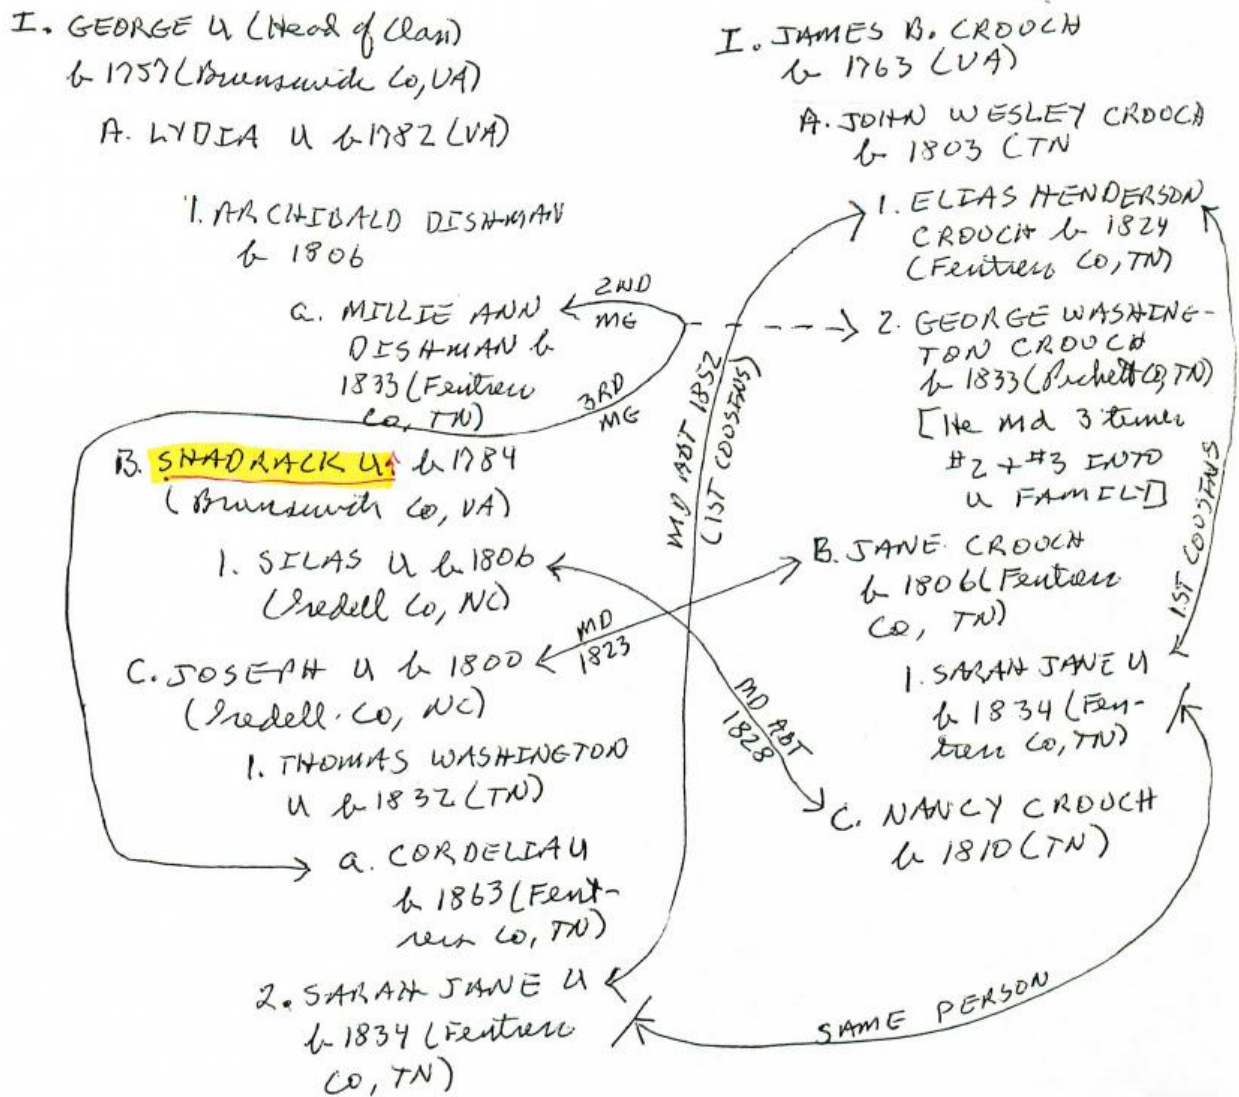 I. GEORGE U (Head of Clan)
b 1757 (Brunswick Co, VA)
A. LYDIA U b 1782 (VA)
1. ARCHIBALD DISHMAN
b 1806
a. MILLIE ANN
DISHMAN b
1833 (Fentress
Co, TN)
B. SHADRACK U. b 1784
(Brunswick Co, VA)
1. SILAS U b 1806
(Iredell Co, NC)
C. JOSEPH U b 1800
(Iredell Co, NC)
1. THOMAS WASHINGTON
U b 1832 (TN)
a. CORDELIA U
b 1863 (Fent-
ress Co, TN)
2. SARAH JANE U
b 1834 (Fentress
Co, TN)
2ND
MG
3RD
MG
MD ABT 1852
(1ST COUSINS)
MD
1823
MD ABT
1828
I. JAMES B. CROUCH
b 1763 (VA)
A. JOHN WESLEY CROUCH
b 1803 (TN
1. ELIAS HENDERSON
CROUCH b 1824
(Fentress Co, TN)
2. GEORGE WASHING-
TON CROUCH
b 1833 (Pickett Co, TN)
[He md 3 times
#2 + #3 INTO
U FAMILY]
B. JANE CROUCH
b 1806 (Fentress
Co, TN)
1. SARAH JANE U
b 1834 (Fen-
tress Co, TN)
C. NANCY CROUCH
b 1810 (TN)
1ST COUSINS
SAME PERSON